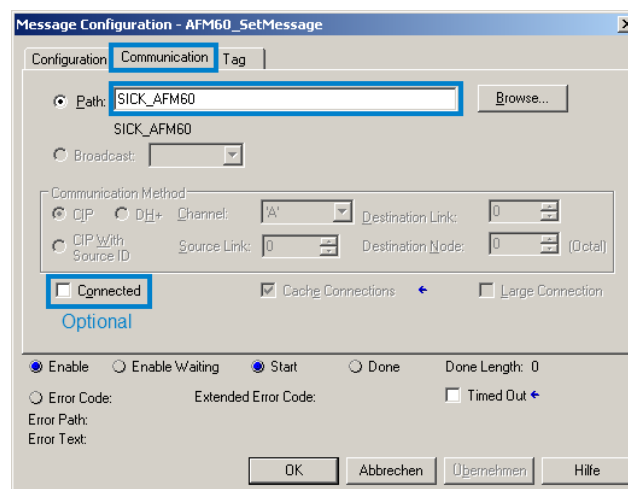 Message Configuration - AFM60_SetMessage
Configuration Communication Tag
Path: SICK_AFM60 Browse...
SICK_AFM60
Broadcast:
Communication Method
CIP DH+ Channel: 'A' Destination Link: 0
CIP With Source ID Source Link: 0 Destination Node: 0 (Octal)
Connected Cache Connections Large Connection
Optional
Enable Enable Waiting Start Done Done Length: 0
Error Code: Extended Error Code: Timed Out
Error Path:
Error Text:
OK Abbrechen Übernehmen Hilfe